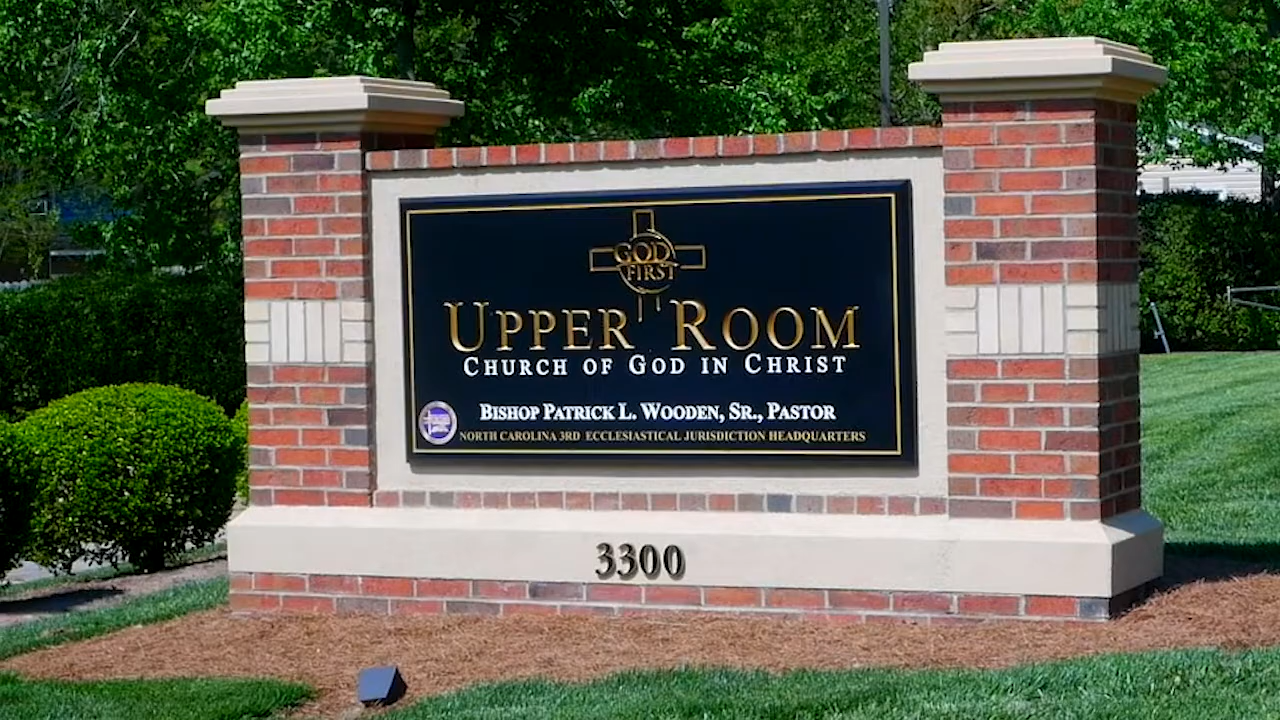 GOD
FIRST
UPPER ROOM
CHURCH OF GOD IN CHRIST
BISHOP PATRICK L. WOODEN, SR., PASTOR
NORTH CAROLINA 3RD ECCLESIASTICAL JURISDICTION HEADQUARTERS
3300